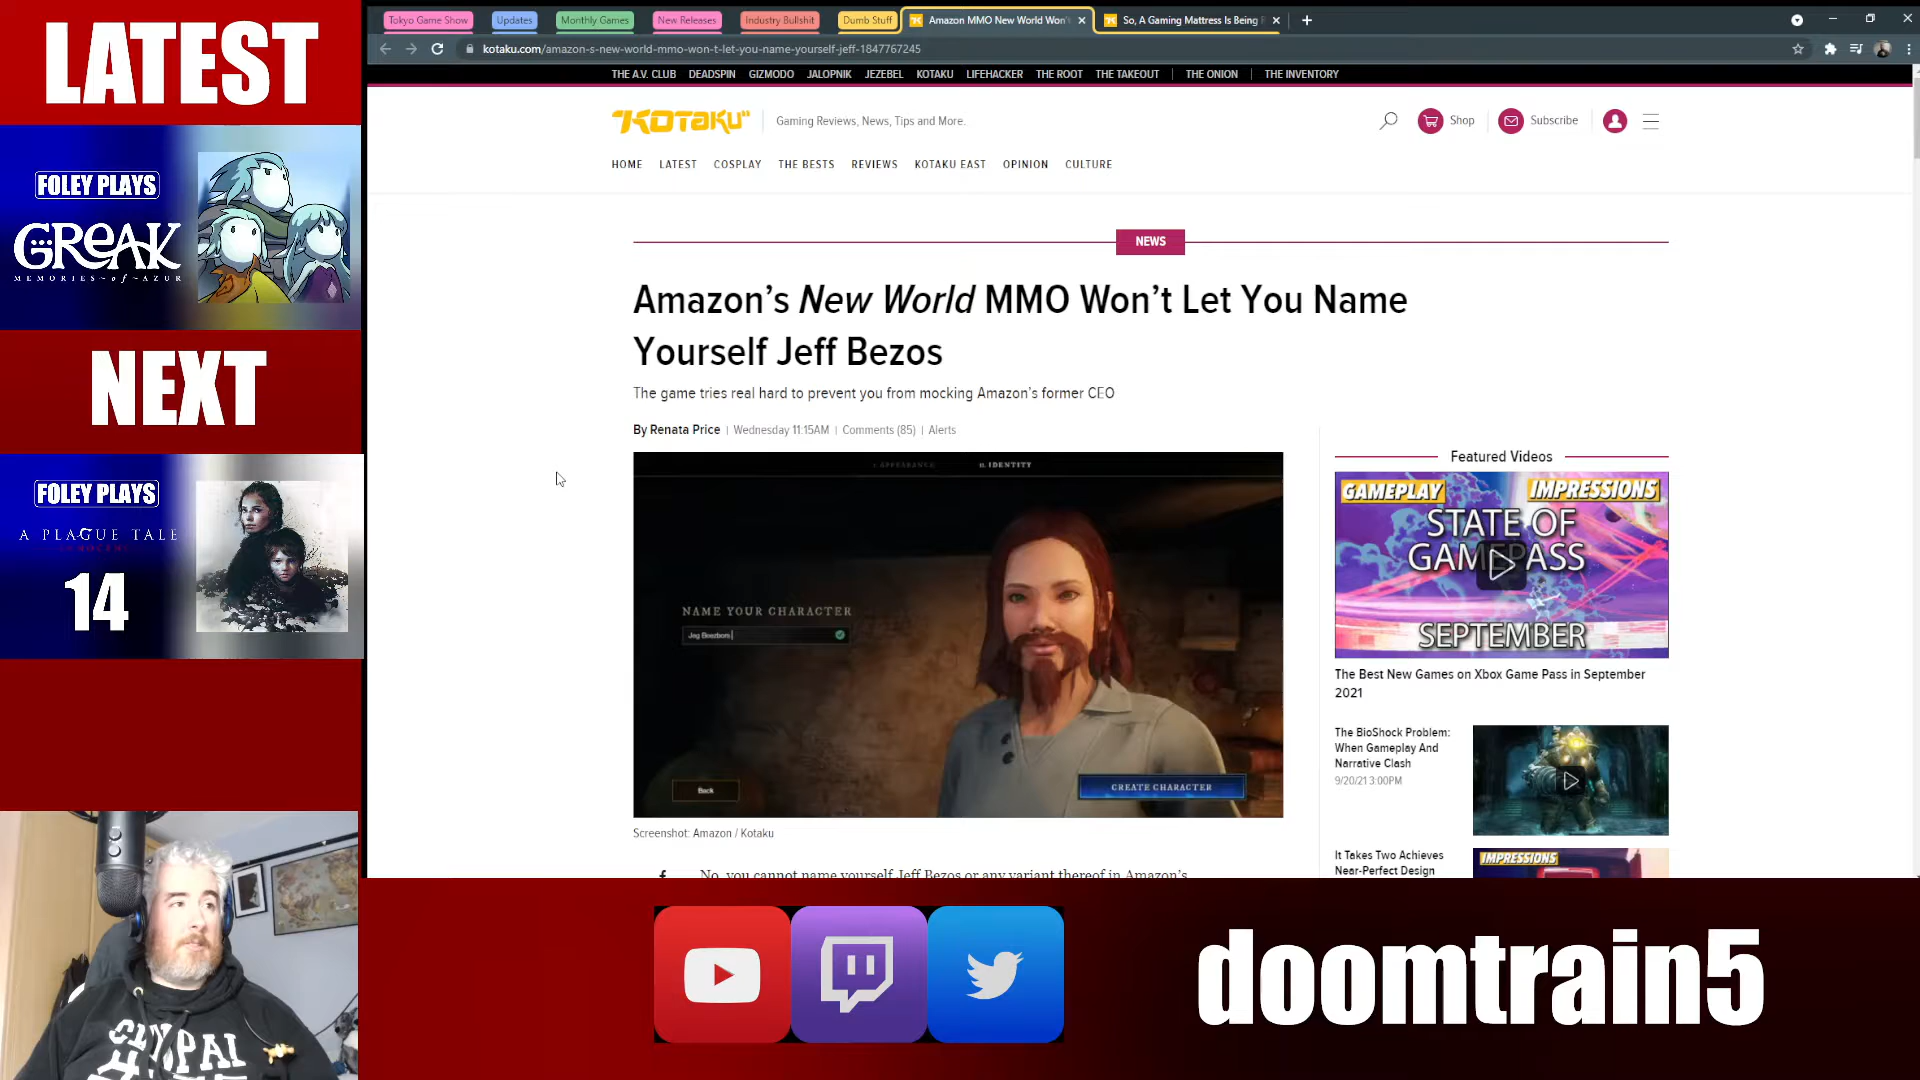 LATEST
FOLEY PLAYS
GREAK
MEMORIES of AZUR
NEXT
FOLEY PLAYS
A PLAGUE TALE
14
Tokyo Game Show
Updates
Monthly Games
New Releases
Industry Bullshit
Dumb Stuff
Amazon MMO New World Won'
So, A Gaming Mattress Is Being
kotaku.com/amazon-s-new-world-mmo-won-t-let-you-name-yourself-jeff-1847767245
THE A.V. CLUB DEADSPIN GIZMODO JALOPNIK JEZEBEL KOTAKU LIFEHACKER THE ROOT THE TAKEOUT THE ONION THE INVENTORY
"KOTAKU"
Gaming Reviews, News, Tips and More.
Shop
Subscribe
HOME LATEST COSPLAY THE BESTS REVIEWS KOTAKU EAST OPINION CULTURE
NEWS
Amazon's New World MMO Won't Let You Name
Yourself Jeff Bezos
The game tries real hard to prevent you from mocking Amazon's former CEO
By Renata Price | Wednesday 11:15AM | Comments (85) | Alerts
I. APPEARANCE
II. IDENTITY
NAME YOUR CHARACTER
Back
CREATE CHARACTER
Screenshot: Amazon / Kotaku
No, you cannot name yourself Jeff Bezos or any variant thereof in Amazon's
Featured Videos
GAMEPLAY
IMPRESSIONS
STATE OF
GAMEPASS
SEPTEMBER
The Best New Games on Xbox Game Pass in September
2021
The BioShock Problem:
When Gameplay And
Narrative Clash
9/20/21 3:00PM
It Takes Two Achieves
Near-Perfect Design
IMPRESSIONS
doomtrain5